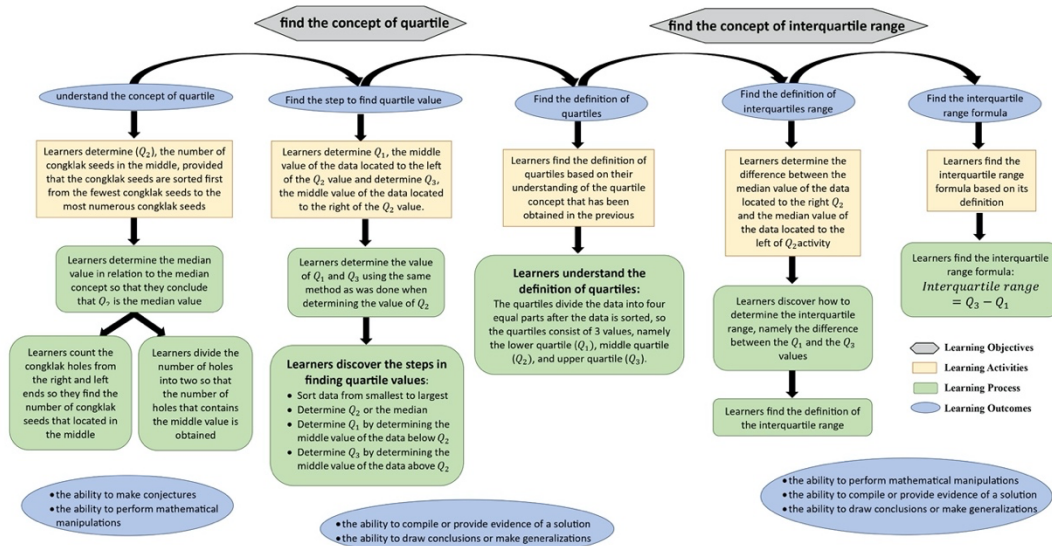 find the concept of quartile
find the concept of interquartile range
understand the concept of quartile
Find the step to find quartile value
Find the definition of
quartiles
Find the definition of
interquartiles range
Find the interquartile
range formula
Learners determine (Q₂), the number of
congklak seeds in the middle, provided
that the congklak seeds are sorted first
from the fewest congklak seeds to the
most numerous congklak seeds
Learners determine Q₁, the middle
value of the data located to the left
of the Q₂ value and determine Q₃,
the middle value of the data located
to the right of the Q₂ value.
Learners find the definition of
quartiles based on their
understanding of the quartile
concept that has been
obtained in the previous
Learners determine the
difference between the
median value of the data
located to the right Q₂
and the median value of
the data located to the
left of Q₂activity
Learners find the
interquartile range
formula based on its
definition
Learners determine the median
value in relation to the median
concept so that they conclude
that Q₂ is the median value
Learners determine the value
of Q₁ and Q₃ using the same
method as was done when
determining the value of Q₂
Learners understand the
definition of quartiles:
The quartiles divide the data into four
equal parts after the data is sorted, so
the quartiles consist of 3 values, namely
the lower quartile (Q₁), middle quartile
(Q₂), and upper quartile (Q₃).
Learners discover how to
determine the interquartile
range, namely the difference
between the Q₁ and the Q₃
values
Learners find the interquartile
range formula:
Interquartile range
= Q₃ − Q₁
Learners count the
congklak holes from
the right and left
ends so they find the
number of congklak
seeds that located in
the middle
Learners divide the
number of holes
into two so that
the number of
holes that contains
the middle value is
obtained
Learners discover the steps in
finding quartile values:
• Sort data from smallest to largest
• Determine Q₂ or the median
• Determine Q₁ by determining the
middle value of the data below Q₂
• Determine Q₃ by determining the
middle value of the data above Q₂
Learners find the definition of
the interquartile range
Learning Objectives
Learning Activities
Learning Process
Learning Outcomes
• the ability to make conjectures
• the ability to perform mathematical
manipulations
• the ability to compile or provide evidence of a solution
• the ability to draw conclusions or make generalizations
• the ability to perform mathematical manipulations
• the ability to compile or provide evidence of a solution
• the ability to draw conclusions or make generalizations